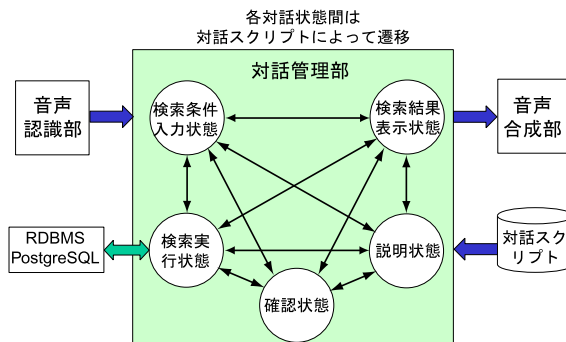 各対話状態間は
対話スクリプトによって遷移
対話管理部
音声
認識部
検索条件
入力状態
検索結果
表示状態
音声
合成部
RDBMS
PostgreSQL
検索実
行状態
説明状態
対話スク
リプト
確認状態